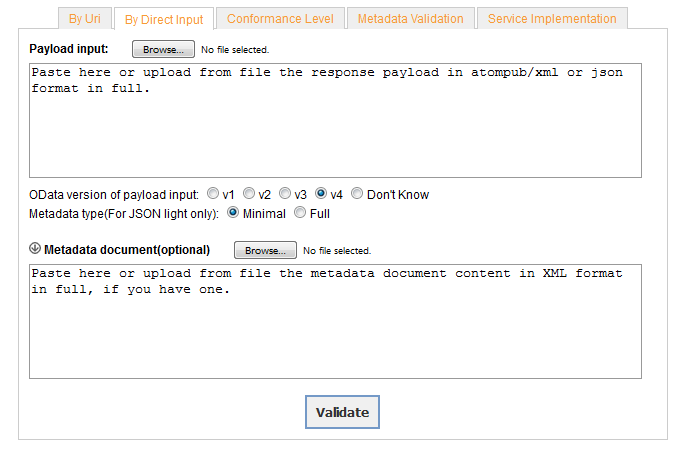 By Uri By Direct Input Conformance Level Metadata Validation Service Implementation
Payload input: Browse... No file selected.
Paste here or upload from file the response payload in atompub/xml or json
format in full.
OData version of payload input: v1 v2 v3 v4 Don't Know
Metadata type(For JSON light only): Minimal Full
Metadata document(optional) Browse... No file selected.
Paste here or upload from file the metadata document content in XML format
in full, if you have one.
Validate